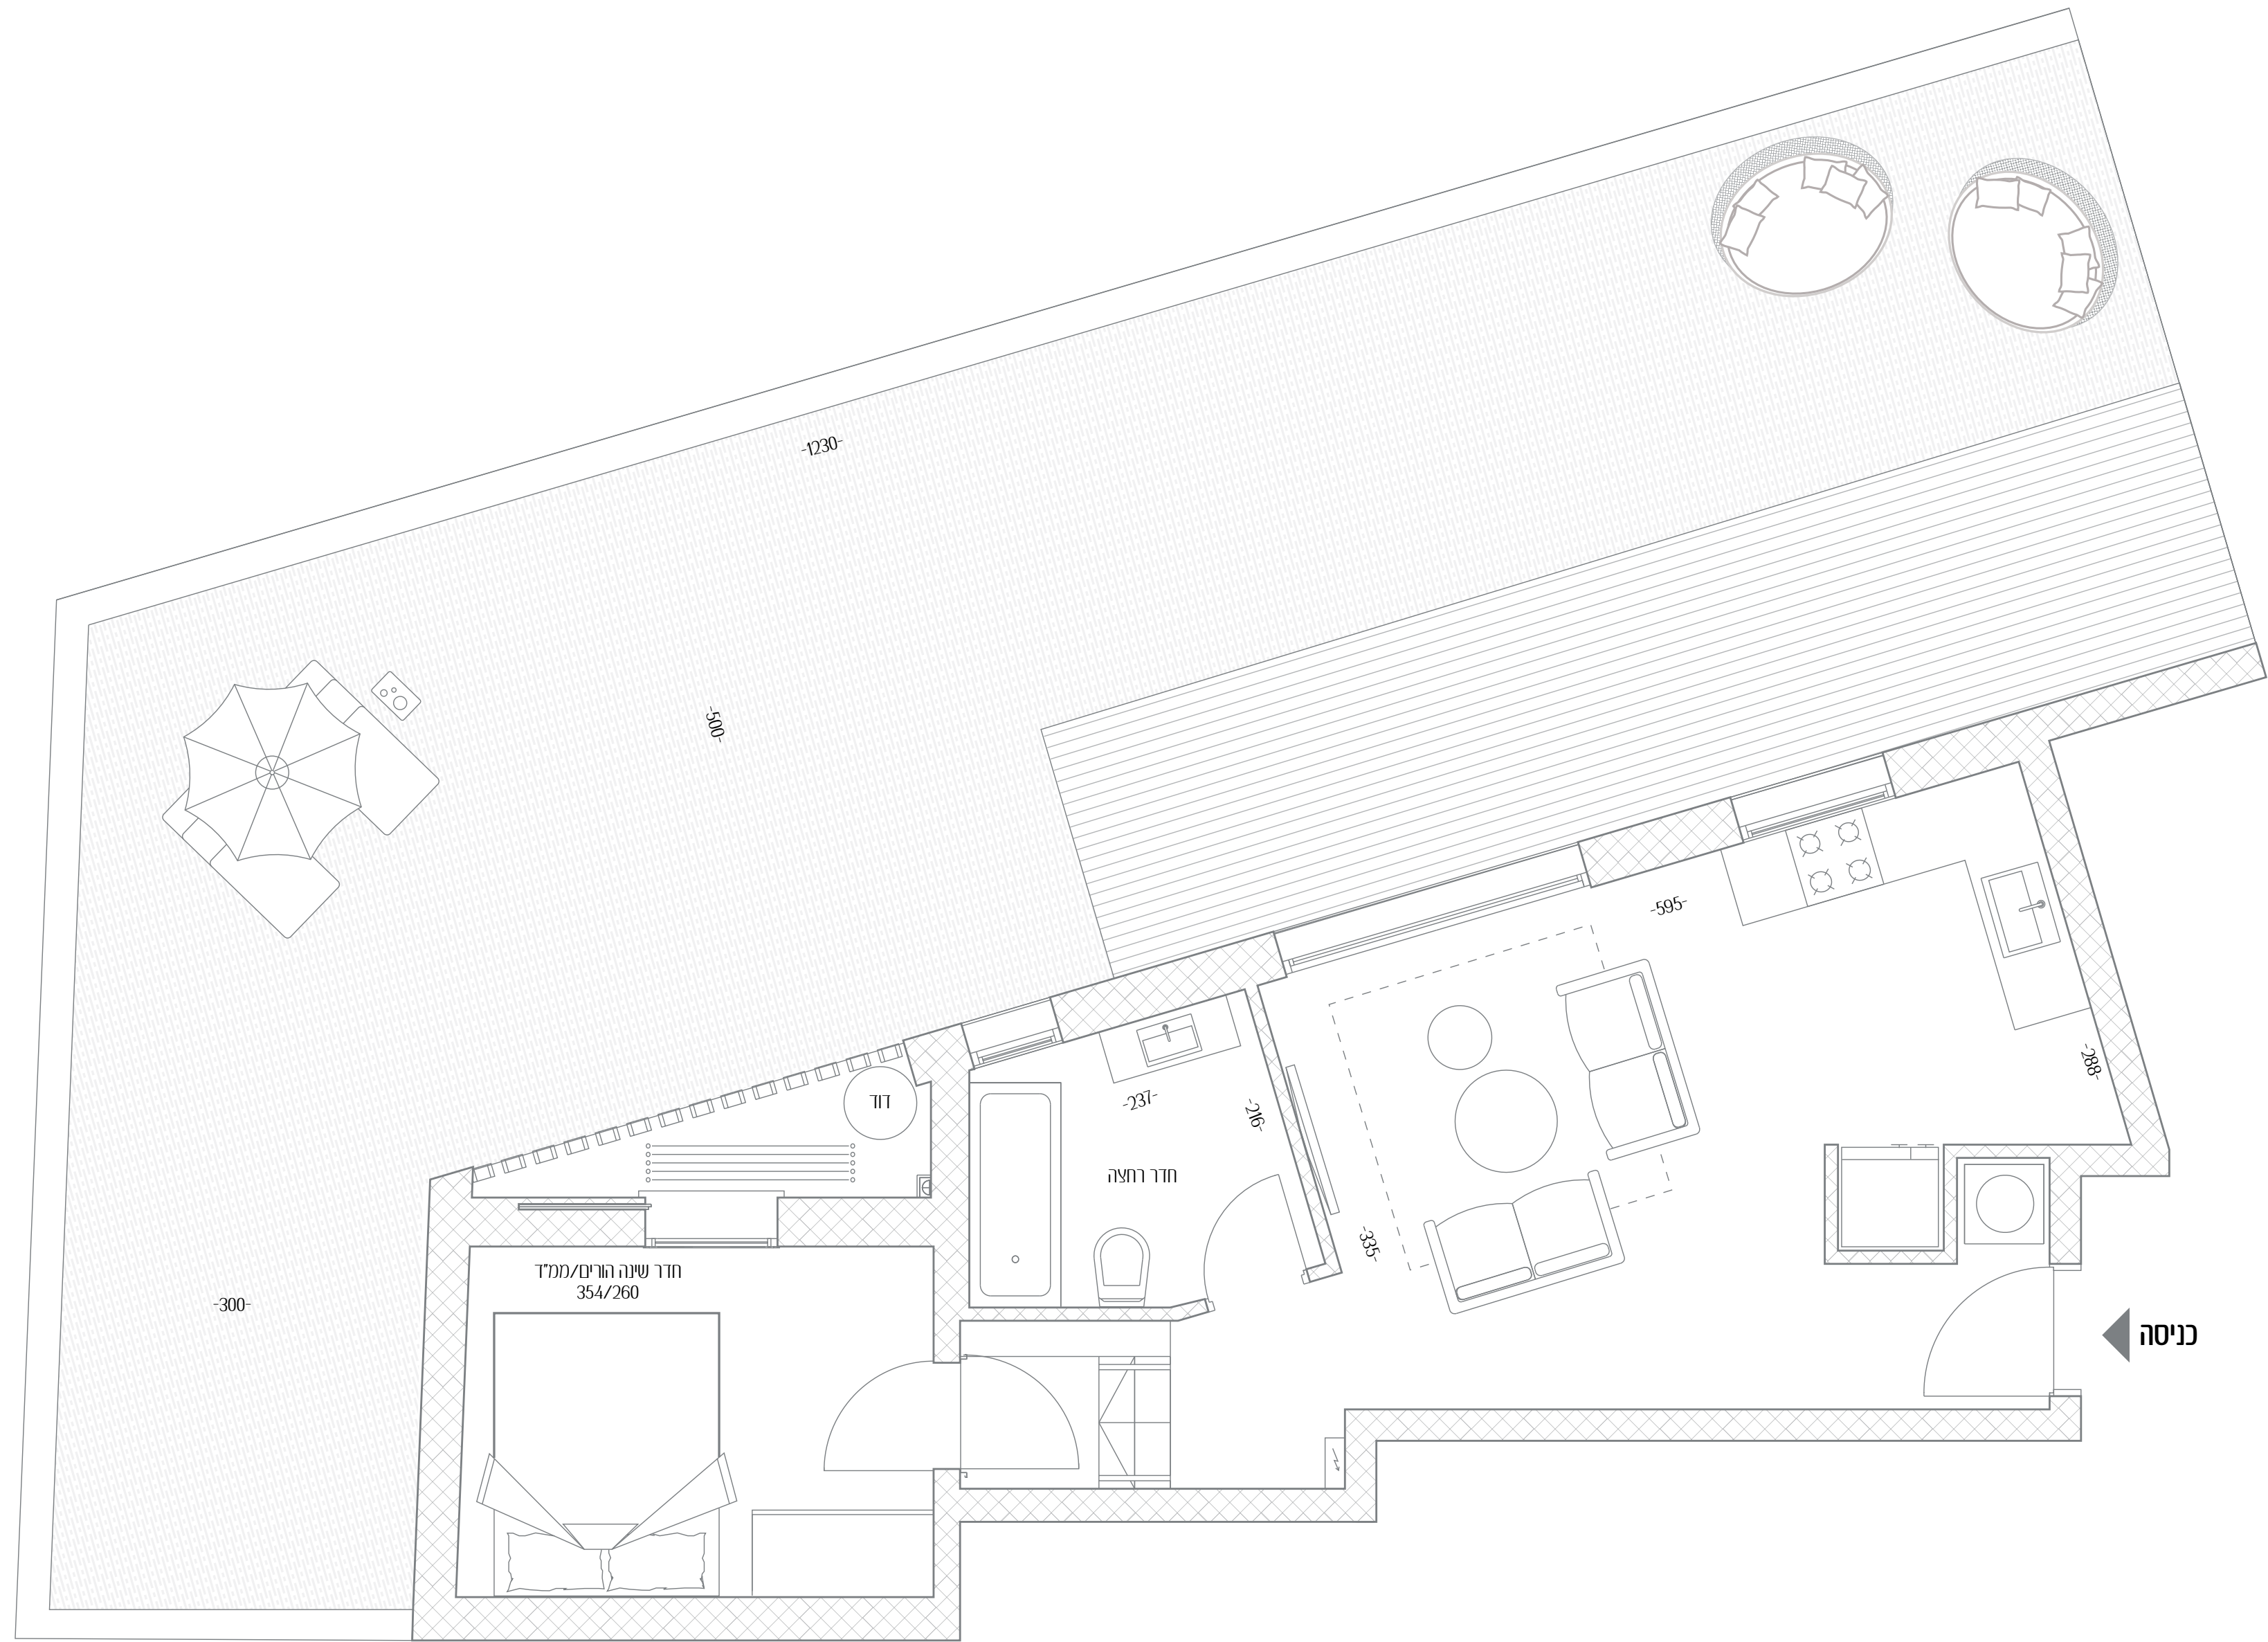 -1230-
-500-
-595-
-288-
דוד
-237-
-216-
חדר רחצה
-335-
חדר שינה הורים/ממ"ד
354/260
-300-
כניסה